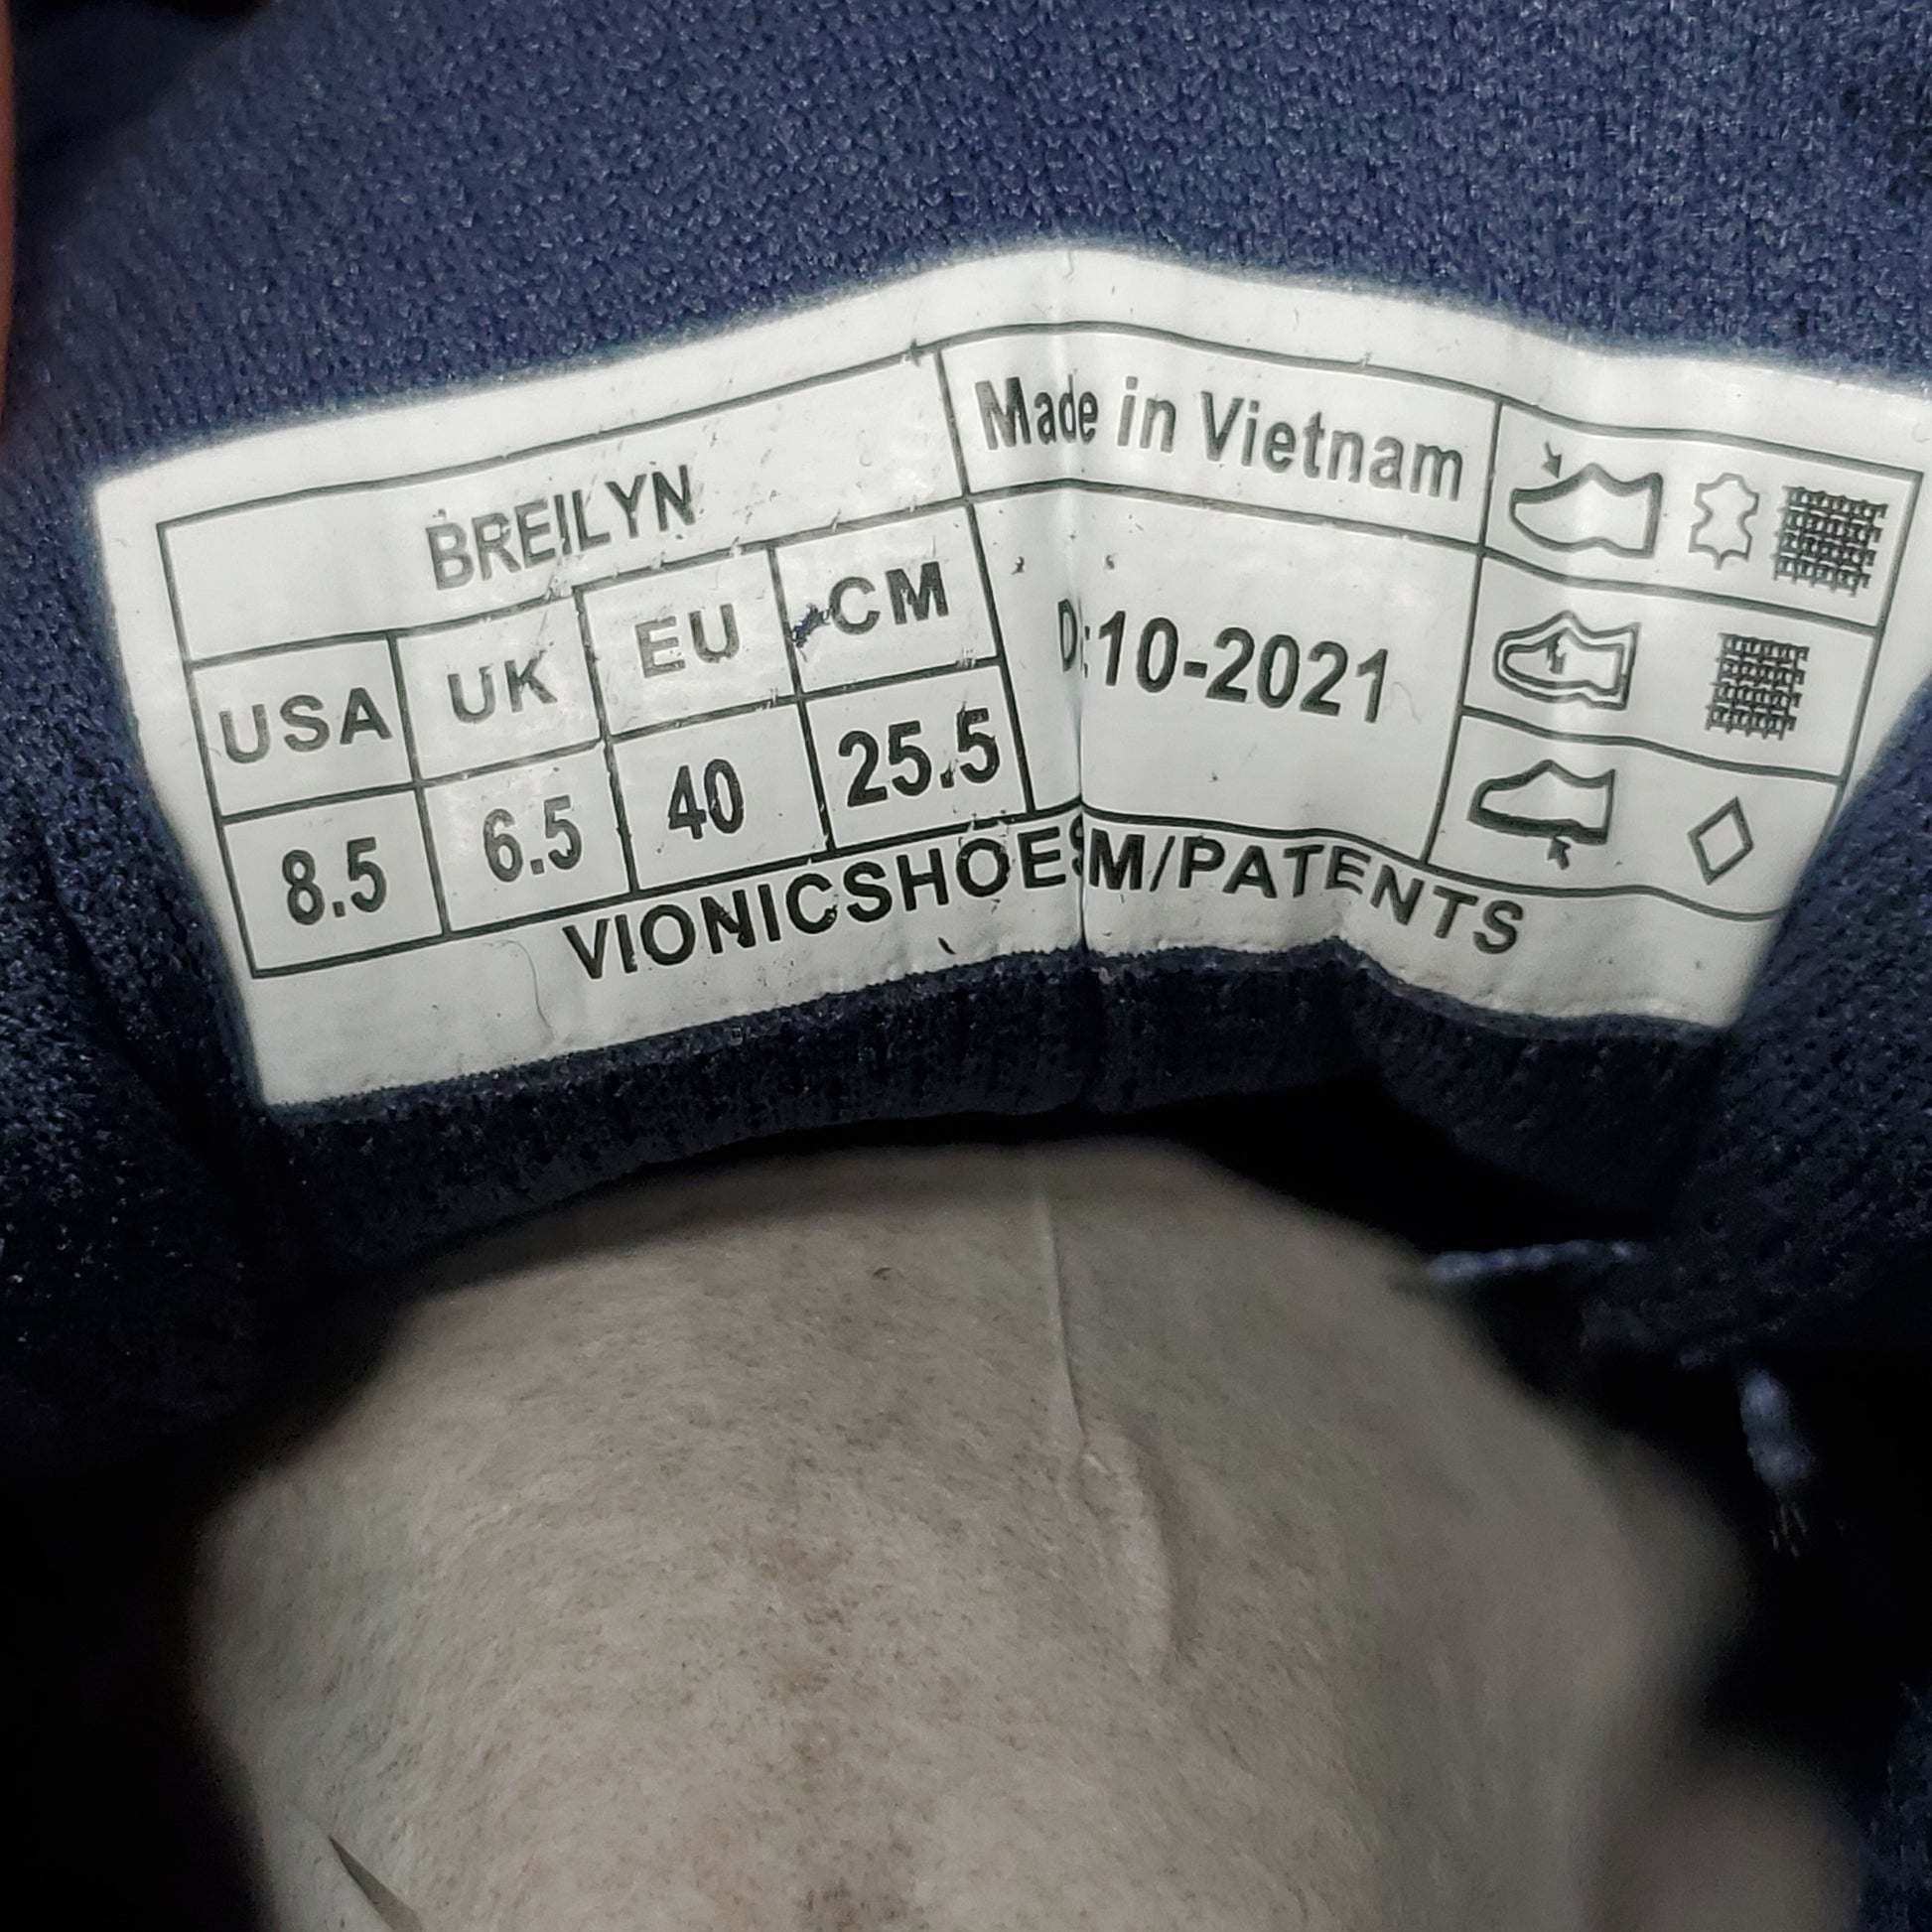 BREILYN
Made in Vietnam
USA UK EU CM
8.5 6.5 40 25.5
D:10-2021
VIONICSHOES M/PATENTS